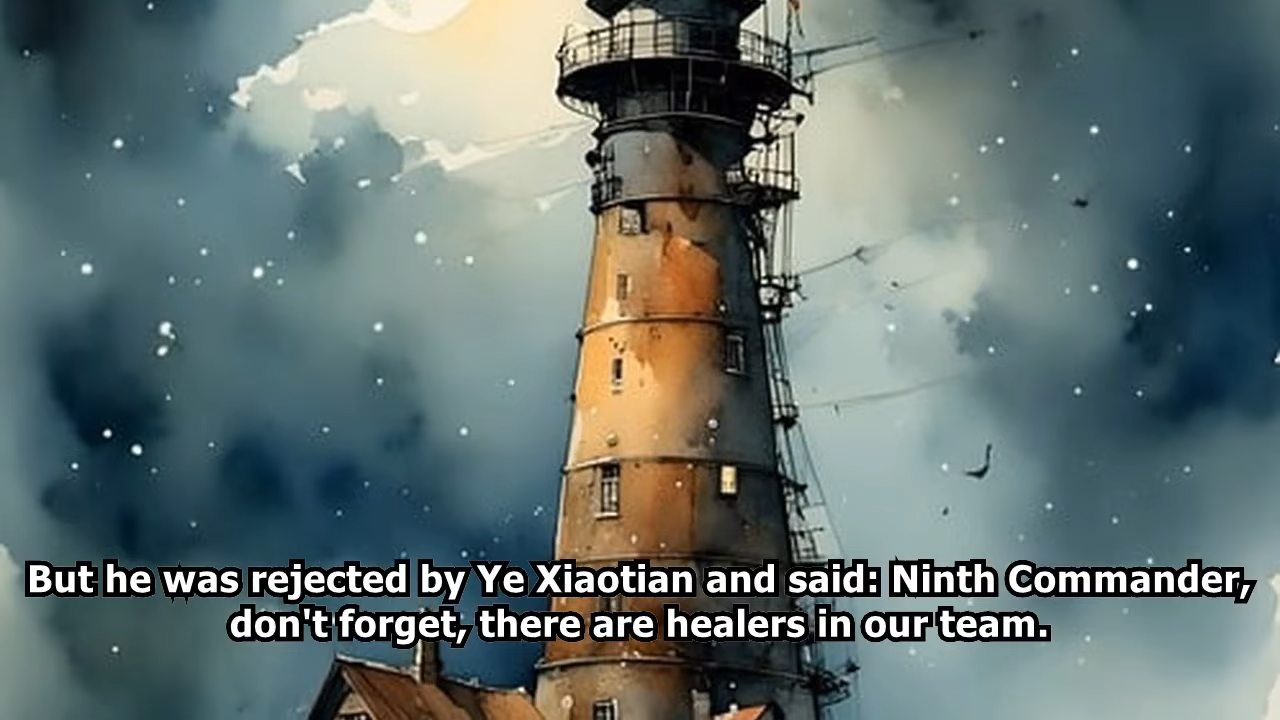 But he was rejected by Ye Xiaotian and said: Ninth Commander,
don't forget, there are healers in our team.